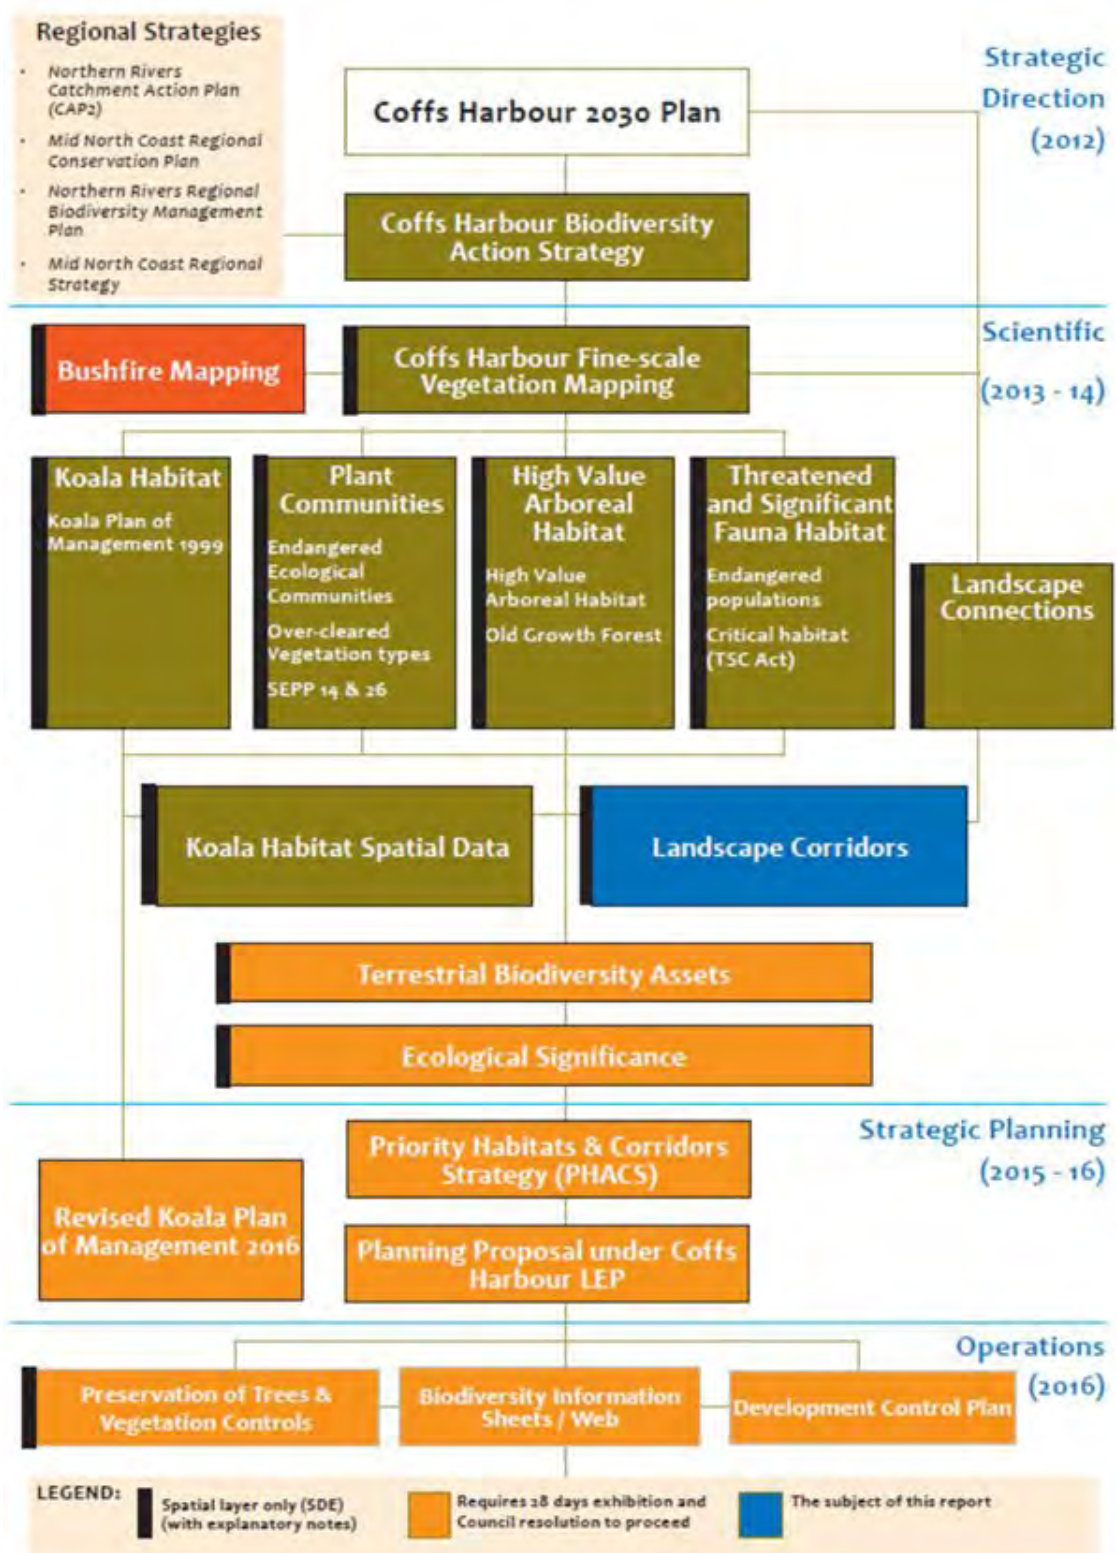 Regional Strategies
• Northern Rivers
Catchment Action Plan
(CAP2)
• Mid North Coast Regional
Conservation Plan
• Northern Rivers Regional
Biodiversity Management
Plan
• Mid North Coast Regional
Strategy
Strategic
Direction
(2012)
Coffs Harbour 2030 Plan
Coffs Harbour Biodiversity
Action Strategy
Scientific
(2013 - 14)
Bushfire Mapping
Coffs Harbour Fine-scale
Vegetation Mapping
Koala Habitat
Koala Plan of
Management 1999
Plant
Communities
Endangered
Ecological
Communities
Over-cleared
Vegetation types
SEPP 14 & 26
High Value
Arboreal
Habitat
High Value
Arboreal Habitat
Old Growth Forest
Threatened
and Significant
Fauna Habitat
Endangered
populations
Critical habitat
(TSC Act)
Landscape
Connections
Koala Habitat Spatial Data
Landscape Corridors
Terrestrial Biodiversity Assets
Ecological Significance
Strategic Planning
(2015 - 16)
Priority Habitats & Corridors
Strategy (PHACS)
Revised Koala Plan
of Management 2016
Planning Proposal under Coffs
Harbour LEP
Operations
(2016)
Preservation of Trees &
Vegetation Controls
Biodiversity Information
Sheets / Web
Development Control Plan
LEGEND:
Spatial layer only (SDE)
(with explanatory notes)
Requires 28 days exhibition and
Council resolution to proceed
The subject of this report